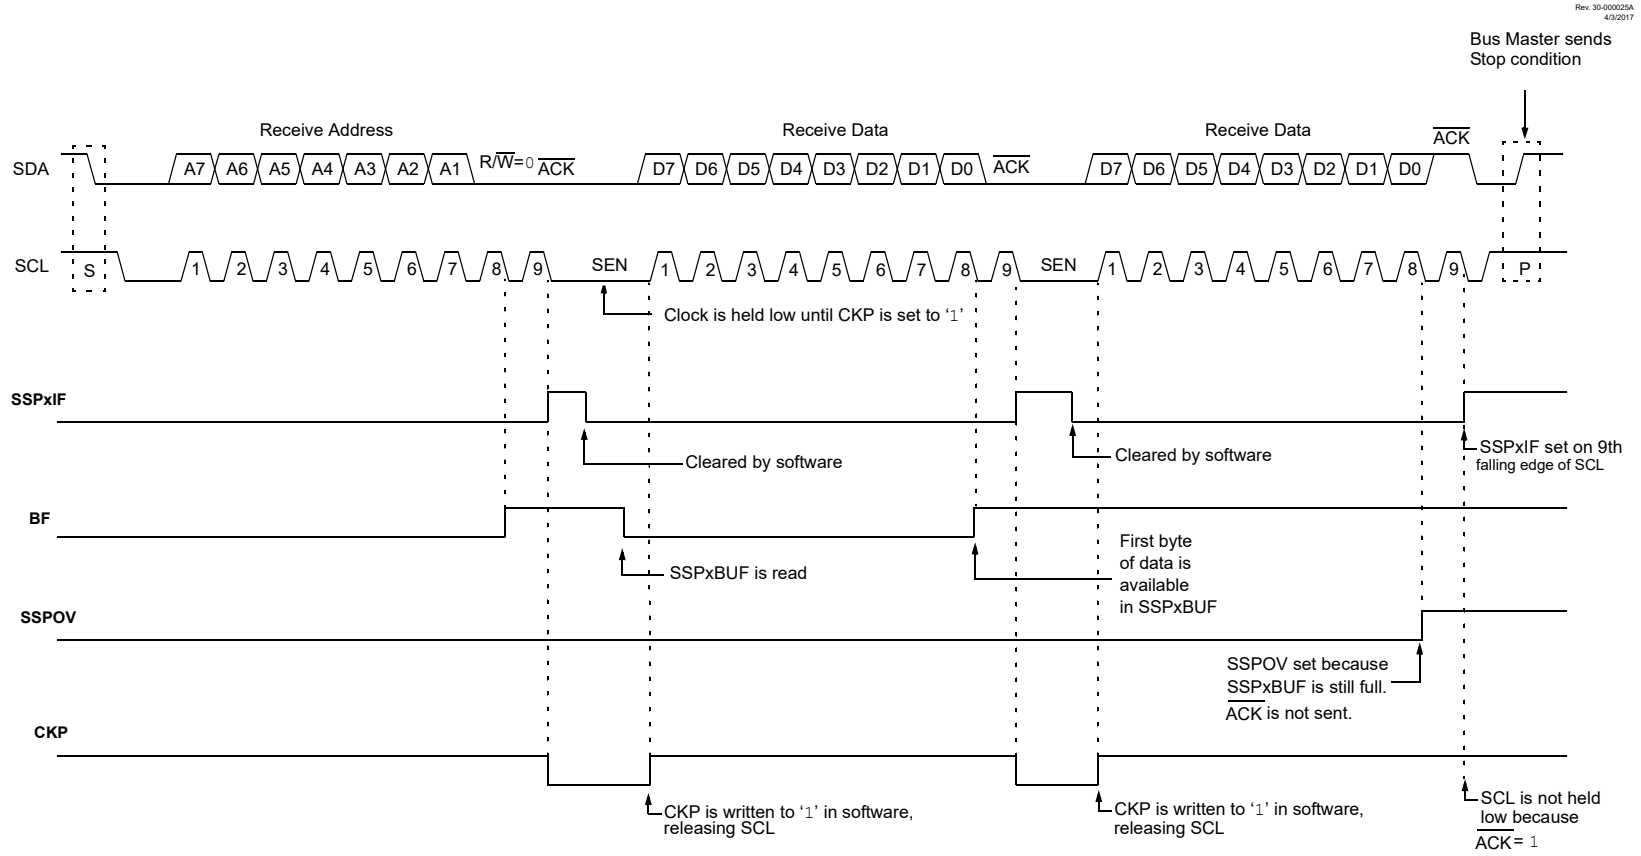 Rev. 30-000025A
4/3/2017
Bus Master sends
Stop condition
Receive Address
Receive Data
Receive Data
ACK
SDA
A7 A6 A5 A4 A3 A2 A1 R/W=0 ACK
D7 D6 D5 D4 D3 D2 D1 D0 ACK
D7 D6 D5 D4 D3 D2 D1 D0
SCL
S
1 2 3 4 5 6 7 8 9 SEN
1 2 3 4 5 6 7 8 9 SEN
1 2 3 4 5 6 7 8 9
P
Clock is held low until CKP is set to ‘1’
SSPxIF
Cleared by software
Cleared by software
SSPxIF set on 9th
falling edge of SCL
BF
SSPxBUF is read
First byte
of data is
available
in SSPxBUF
SSPOV
SSPOV set because
SSPxBUF is still full.
ACK is not sent.
CKP
CKP is written to ‘1’ in software,
releasing SCL
CKP is written to ‘1’ in software,
releasing SCL
SCL is not held
low because
ACK= 1